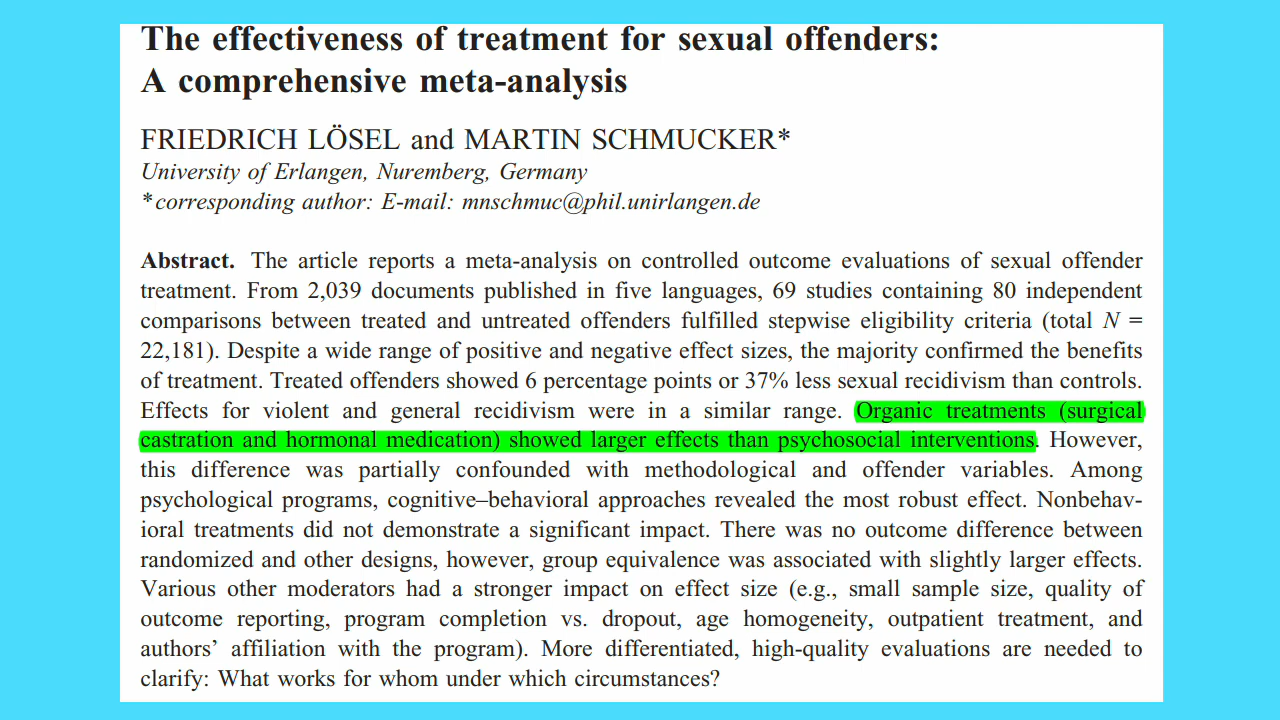 The effectiveness of treatment for sexual offenders:
A comprehensive meta-analysis
FRIEDRICH LÖSEL and MARTIN SCHMUCKER*
University of Erlangen, Nuremberg, Germany
*corresponding author: E-mail: mnschmuc@phil.unirlangen.de
Abstract. The article reports a meta-analysis on controlled outcome evaluations of sexual offender
treatment. From 2,039 documents published in five languages, 69 studies containing 80 independent
comparisons between treated and untreated offenders fulfilled stepwise eligibility criteria (total N =
22,181). Despite a wide range of positive and negative effect sizes, the majority confirmed the benefits
of treatment. Treated offenders showed 6 percentage points or 37% less sexual recidivism than controls.
Effects for violent and general recidivism were in a similar range. Organic treatments (surgical
castration and hormonal medication) showed larger effects than psychosocial interventions. However,
this difference was partially confounded with methodological and offender variables. Among
psychological programs, cognitive–behavioral approaches revealed the most robust effect. Nonbehav-
ioral treatments did not demonstrate a significant impact. There was no outcome difference between
randomized and other designs, however, group equivalence was associated with slightly larger effects.
Various other moderators had a stronger impact on effect size (e.g., small sample size, quality of
outcome reporting, program completion vs. dropout, age homogeneity, outpatient treatment, and
authors’ affiliation with the program). More differentiated, high-quality evaluations are needed to
clarify: What works for whom under which circumstances?